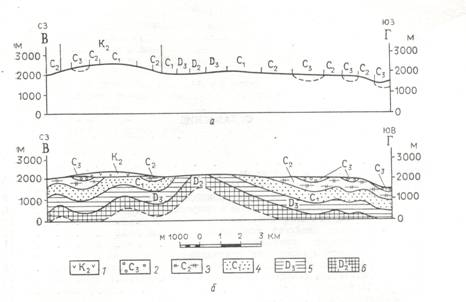 СЗ ЮЗ
В K₂ Г
М М
C₂ C₃ C₂ C₁ C₂ C₁ D₃ D₂ D₃ C₁ C₂ C₃ C₂ C₃
3000 3000
2000 2000
1000 1000
0 0
а
СЗ ЮВ
В Г
М М
3000 3000
C₃ K₂ C₂ C₂ C₃ C₃
2000 2000
C₁ D₂ C₁
1000 D₃ D₃ 1000
0 0
М 1000 0 1 2 3 КМ
K₂ 1 C₃ 2 C₂ 3 C₁ 4 D₃ 5 D₂ 6
б